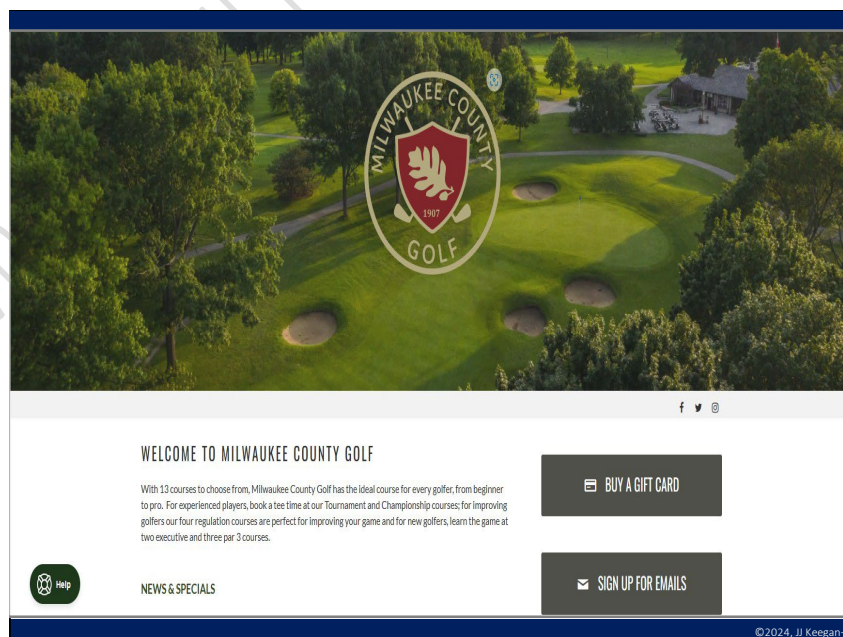 MILWAUKEE COUNTY
1907
GOLF
WELCOME TO MILWAUKEE COUNTY GOLF
With 13 courses to choose from, Milwaukee County Golf has the ideal course for every golfer, from beginner
to pro. For experienced players, book a tee time at our Tournament and Championship courses; for improving
golfers our four regulation courses are perfect for improving your game and for new golfers, learn the game at
two executive and three par 3 courses.
NEWS & SPECIALS
BUY A GIFT CARD
SIGN UP FOR EMAILS
Help
©2024, JJ Keegan-